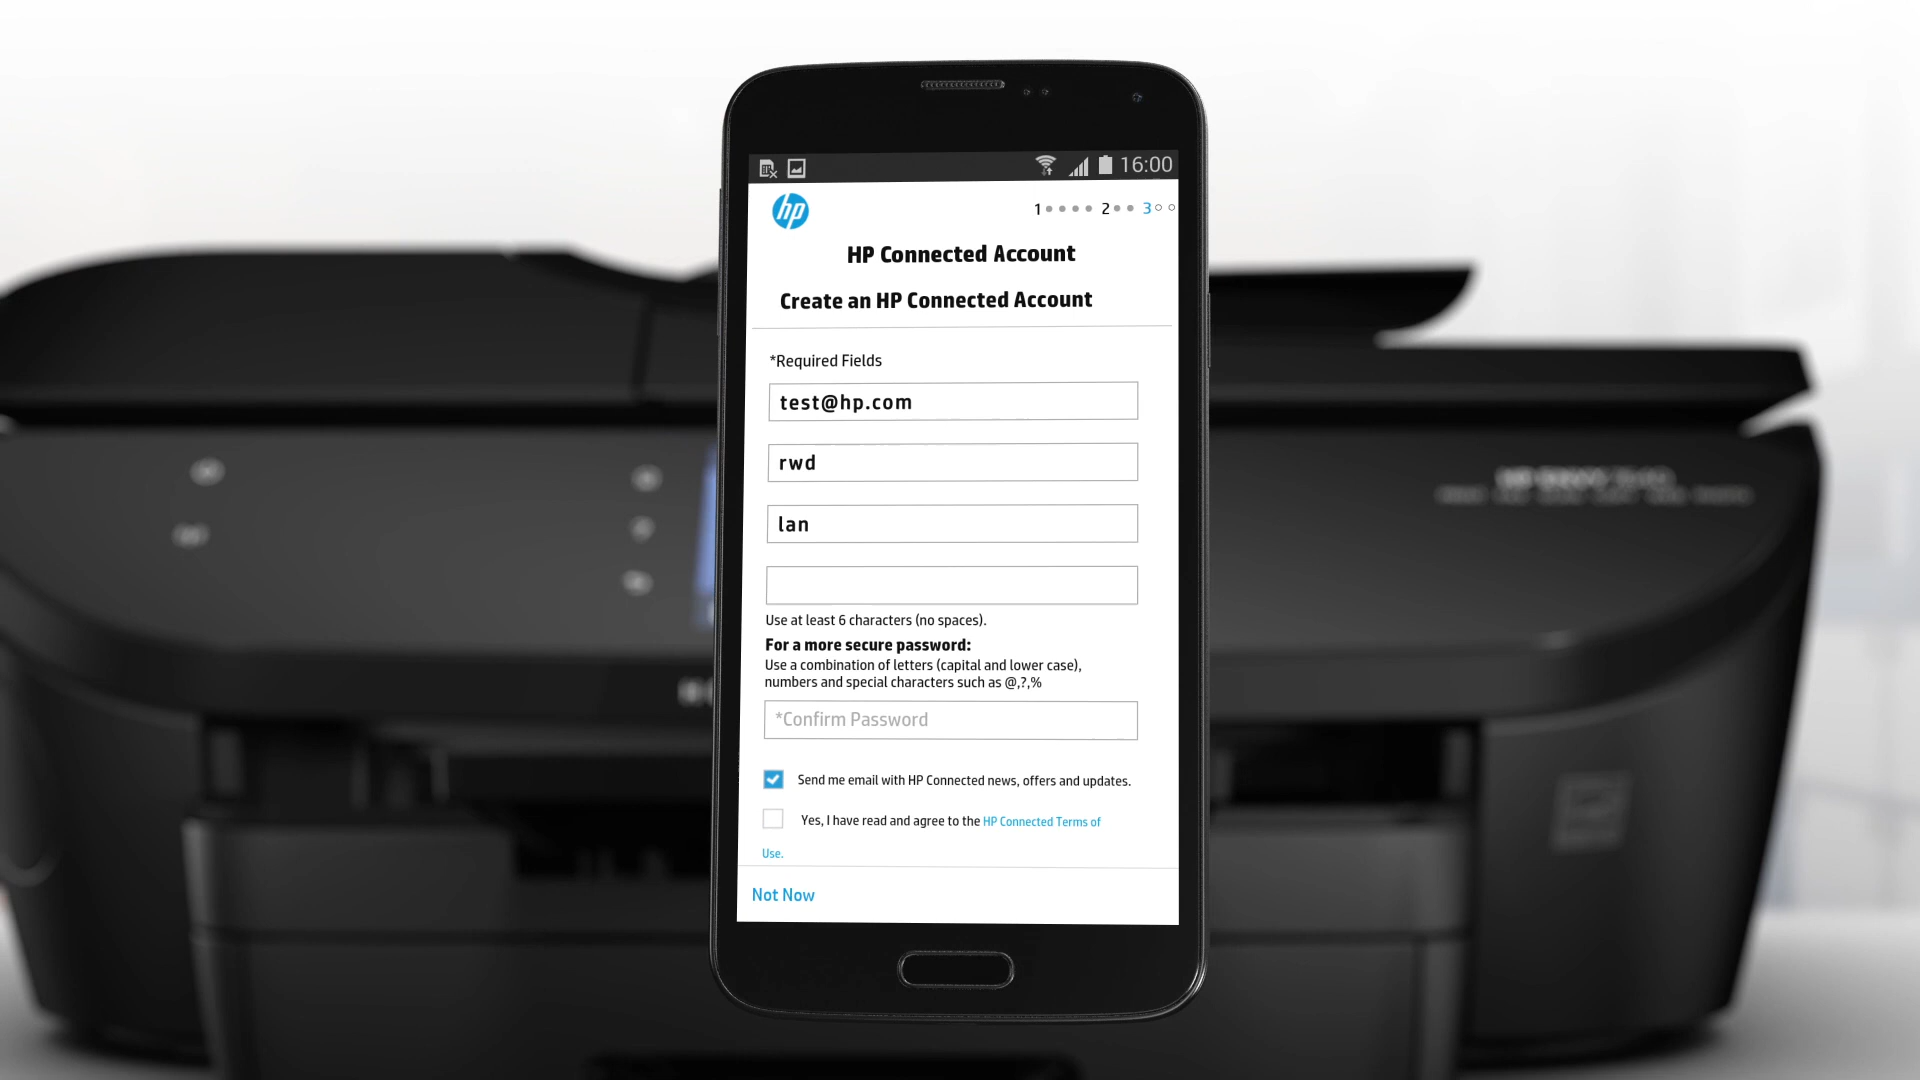 16:00
hp
1 2 3
HP Connected Account
Create an HP Connected Account
*Required Fields
test@hp.com
rwd
lan
Use at least 6 characters (no spaces).
For a more secure password:
Use a combination of letters (capital and lower case),
numbers and special characters such as @,?,%
*Confirm Password
Send me email with HP Connected news, offers and updates.
Yes, I have read and agree to the HP Connected Terms of
Use.
Not Now